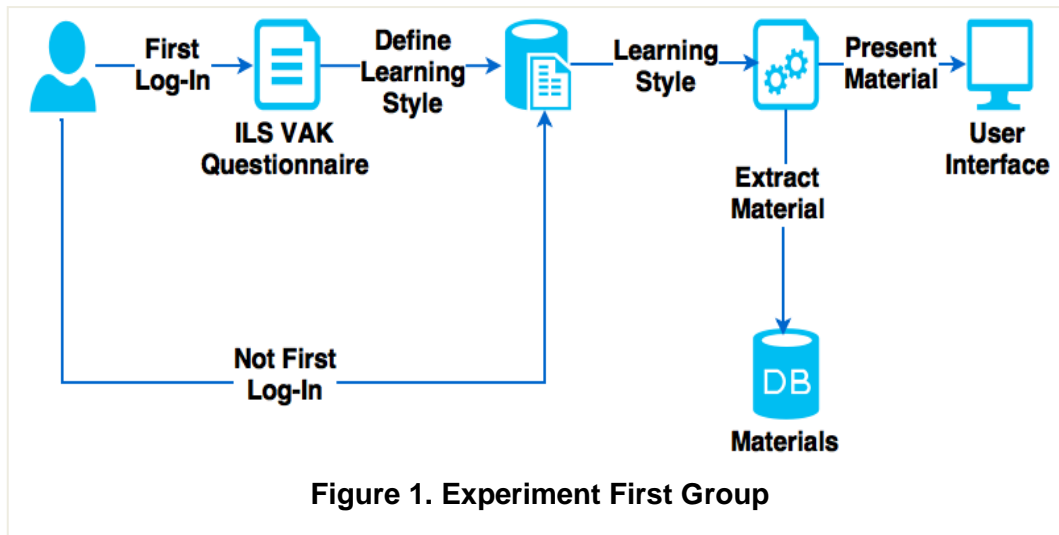 First
Log-In
Define
Learning
Style
Learning
Style
Present
Material
ILS VAK
Questionnaire
User
Interface
Extract
Material
Not First
Log-In
DB
Materials
Figure 1. Experiment First Group